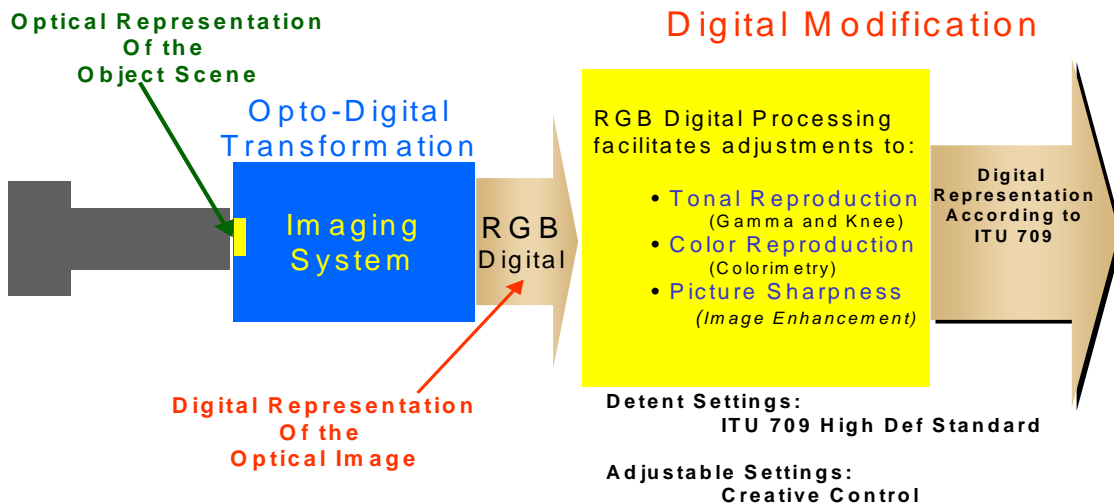 Optical Representation
Of the
Object Scene
Digital Modification
Opto-Digital
Transformation
Imaging
System
RGB
Digital
RGB Digital Processing
facilitates adjustments to:
• Tonal Reproduction
(Gamma and Knee)
• Color Reproduction
(Colorimetry)
• Picture Sharpness
(Image Enhancement)
Digital
Representation
According to
ITU 709
Digital Representation
Of the
Optical Image
Detent Settings:
ITU 709 High Def Standard
Adjustable Settings:
Creative Control